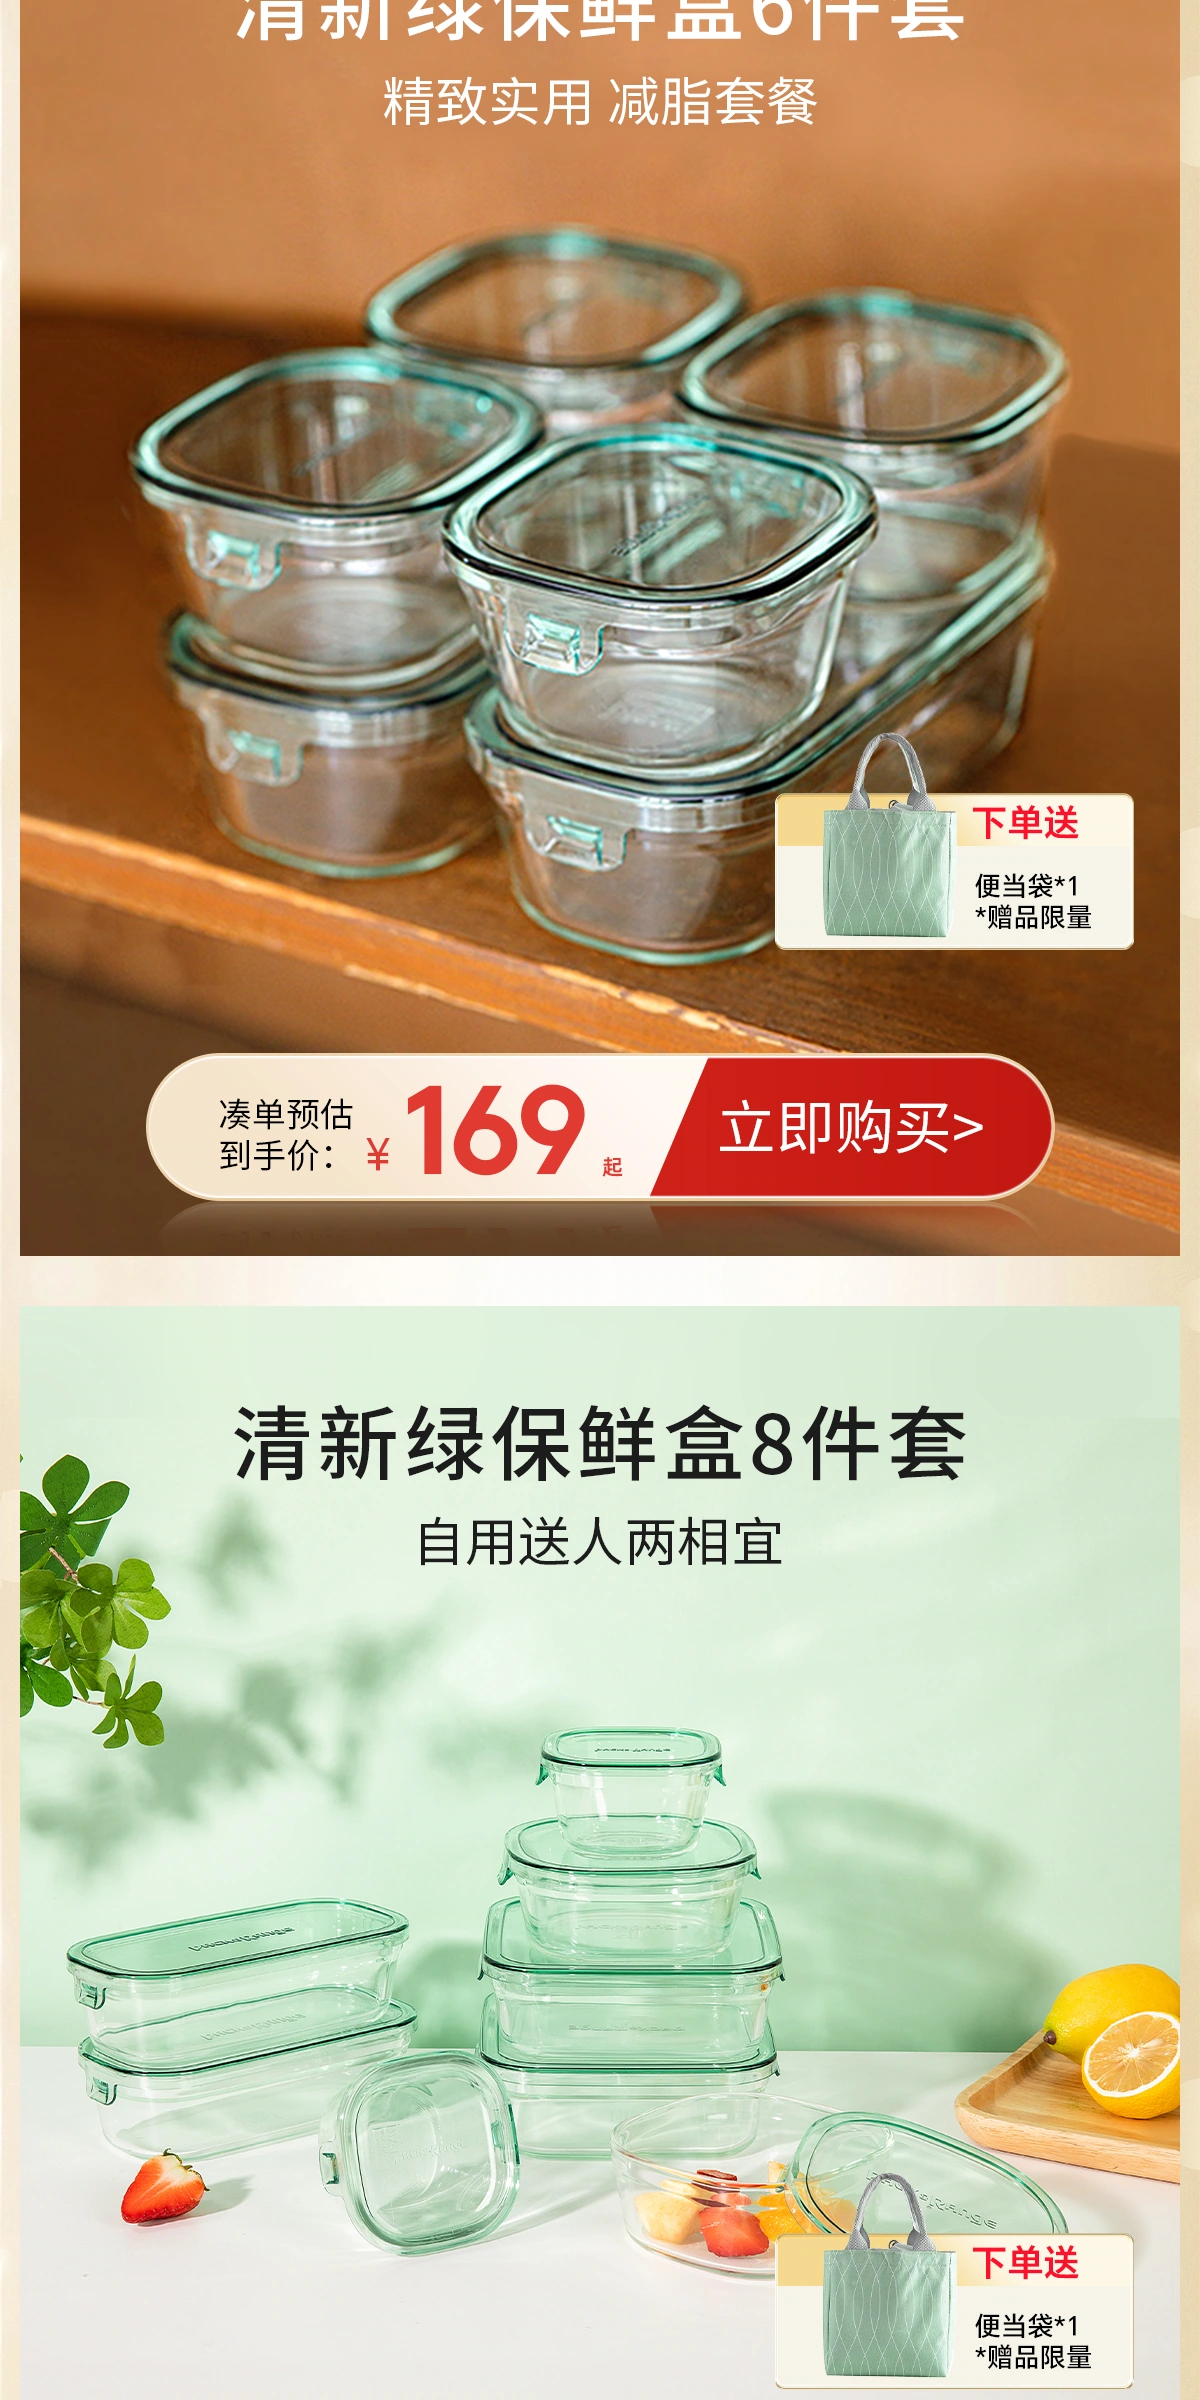 清新绿保鲜盒6件套
精致实用 减脂套餐
下单送
便当袋*1
*赠品限量
凑单预估
到手价：
¥169起
立即购买>
清新绿保鲜盒8件套
自用送人两相宜
下单送
便当袋*1
*赠品限量